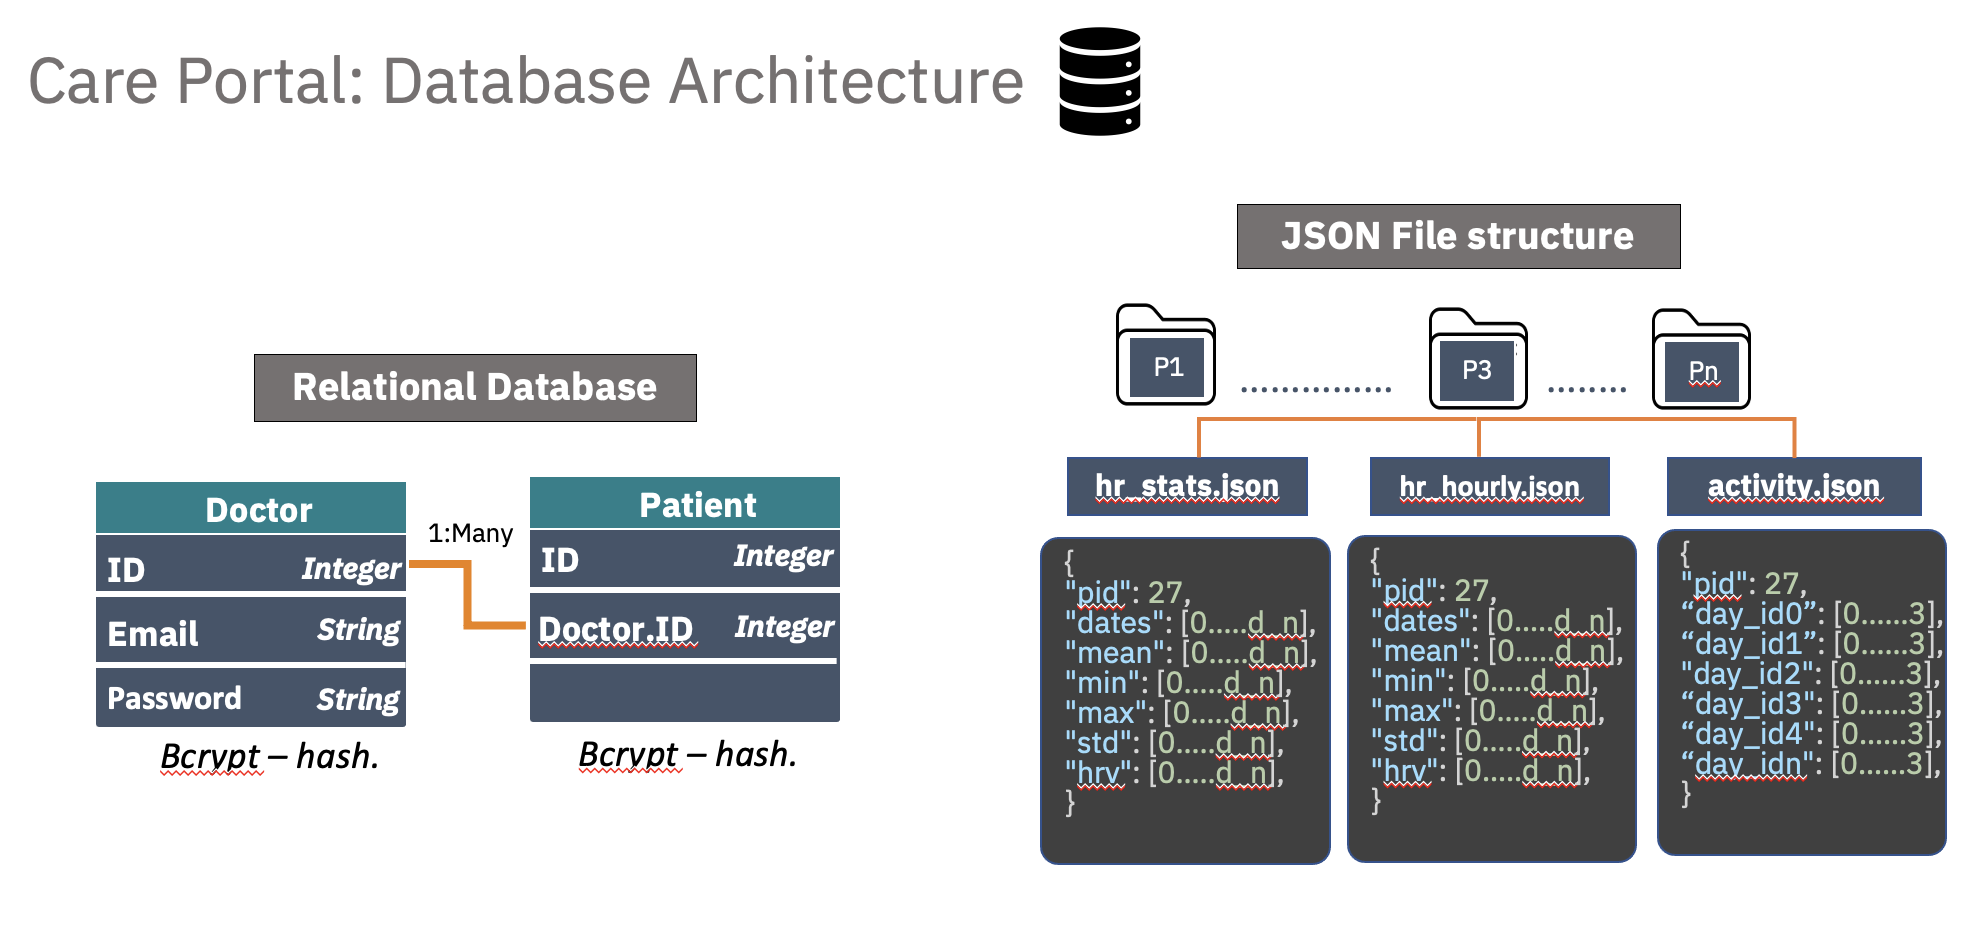 Care Portal: Database Architecture
Relational Database
Doctor
ID Integer
Email String
Password String
Bcrypt – hash.
1:Many
Patient
ID Integer
Doctor.ID Integer
Bcrypt – hash.
JSON File structure
P1 .............. P3 ........ Pn
hr_stats.json
{
"pid": 27,
"dates": [0.....d_n],
"mean": [0.....d_n],
"min": [0.....d_n],
"max": [0.....d_n],
"std": [0.....d_n],
"hrv": [0.....d_n],
}
hr_hourly.json
{
"pid": 27,
"dates": [0.....d_n],
"mean": [0.....d_n],
"min": [0.....d_n],
"max": [0.....d_n],
"std": [0.....d_n],
"hrv": [0.....d_n],
}
activity.json
{
"pid": 27,
“day_id0”: [0......3],
“day_id1”: [0......3],
"day_id2": [0......3],
“day_id3": [0......3],
“day_id4": [0......3],
“day_idn": [0......3],
}